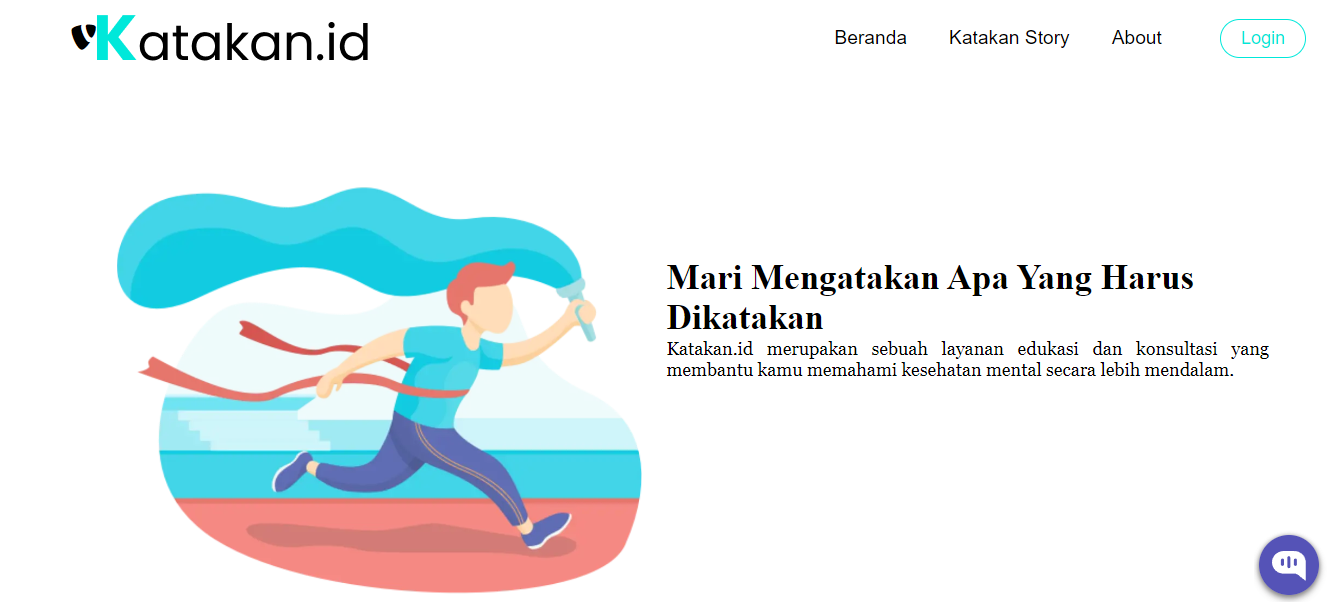 Katakan.id
Beranda Katakan Story About Login
Mari Mengatakan Apa Yang Harus
Dikatakan
Katakan.id merupakan sebuah layanan edukasi dan konsultasi yang
membantu kamu memahami kesehatan mental secara lebih mendalam.